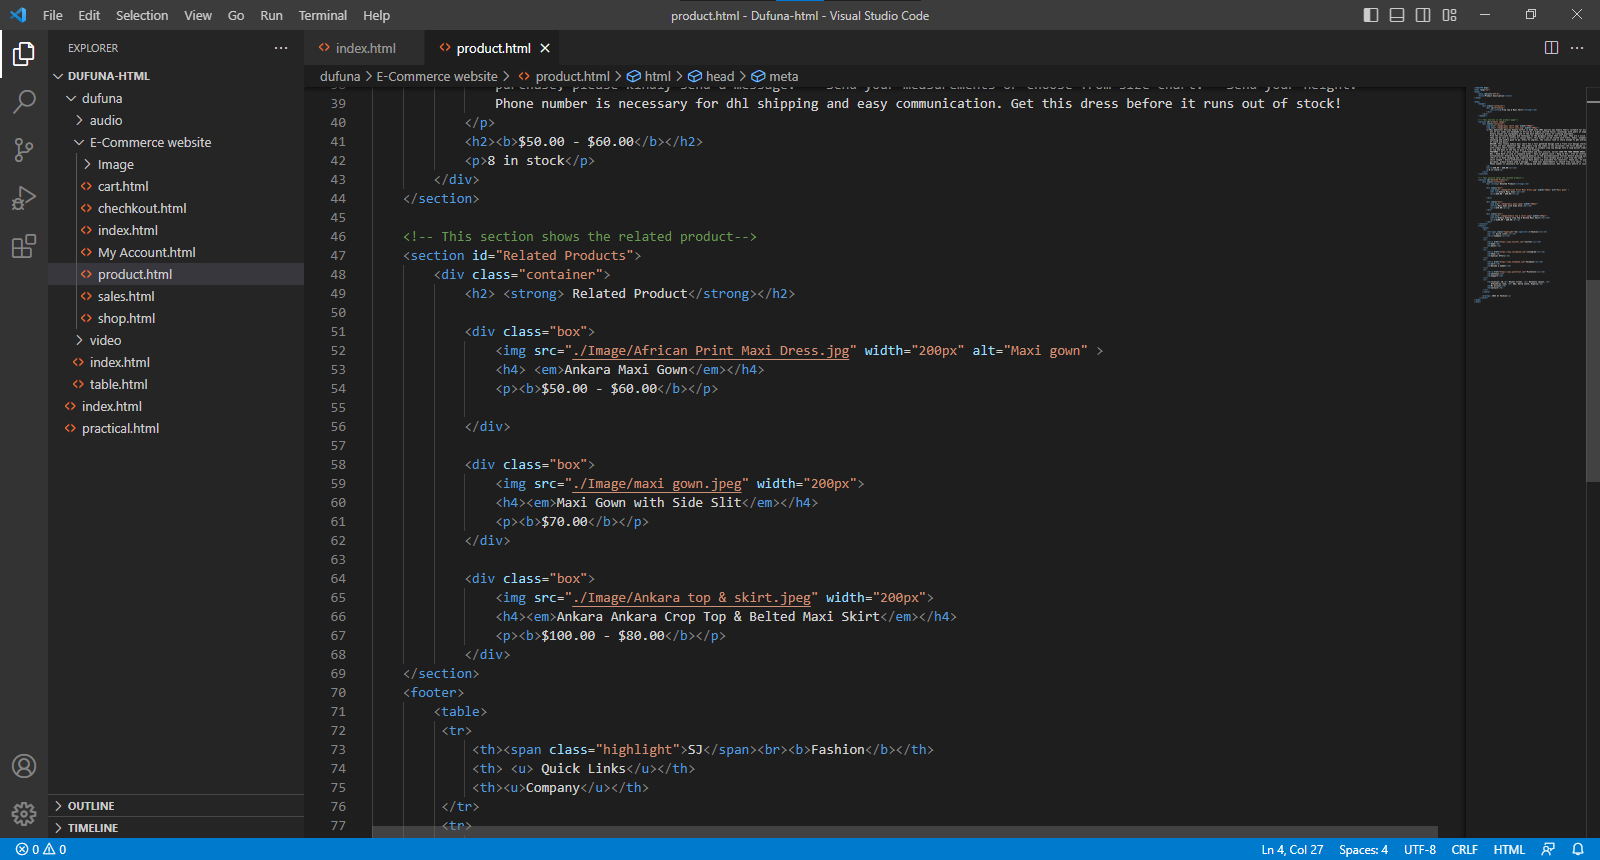 File Edit Selection View Go Run Terminal Help
product.html - Dufuna-html - Visual Studio Code
EXPLORER
DUFUNA-HTML
dufuna
audio
E-Commerce website
Image
cart.html
chechkout.html
index.html
My Account.html
product.html
sales.html
shop.html
video
index.html
table.html
index.html
practical.html
OUTLINE
TIMELINE
index.html product.html
dufuna > E-Commerce website > product.html > html > head > meta
39 Phone number is necessary for dhl shipping and easy communication. Get this dress before it runs out of stock!
40 </p>
41 <h2><b>$50.00 - $60.00</b></h2>
42 <p>8 in stock</p>
43 </div>
44 </section>
45
46 <!-- This section shows the related product-->
47 <section id="Related Products">
48 <div class="container">
49 <h2> <strong> Related Product</strong></h2>
50
51 <div class="box">
52 <img src="./Image/African Print Maxi Dress.jpg" width="200px" alt="Maxi gown" >
53 <h4> <em>Ankara Maxi Gown</em></h4>
54 <p><b>$50.00 - $60.00</b></p>
55
56 </div>
57
58 <div class="box">
59 <img src="./Image/maxi gown.jpeg" width="200px">
60 <h4><em>Maxi Gown with Side Slit</em></h4>
61 <p><b>$70.00</b></p>
62 </div>
63
64 <div class="box">
65 <img src="./Image/Ankara top & skirt.jpeg" width="200px">
66 <h4><em>Ankara Ankara Crop Top & Belted Maxi Skirt</em></h4>
67 <p><b>$100.00 - $80.00</b></p>
68 </div>
69 </section>
70 <footer>
71 <table>
72 <tr>
73 <th><span class="highlight">SJ</span><br><b>Fashion</b></th>
74 <th> <u> Quick Links</u></th>
75 <th><u>Company</u></th>
76 </tr>
77 <tr>
0 0
Ln 4, Col 27 Spaces: 4 UTF-8 CRLF HTML